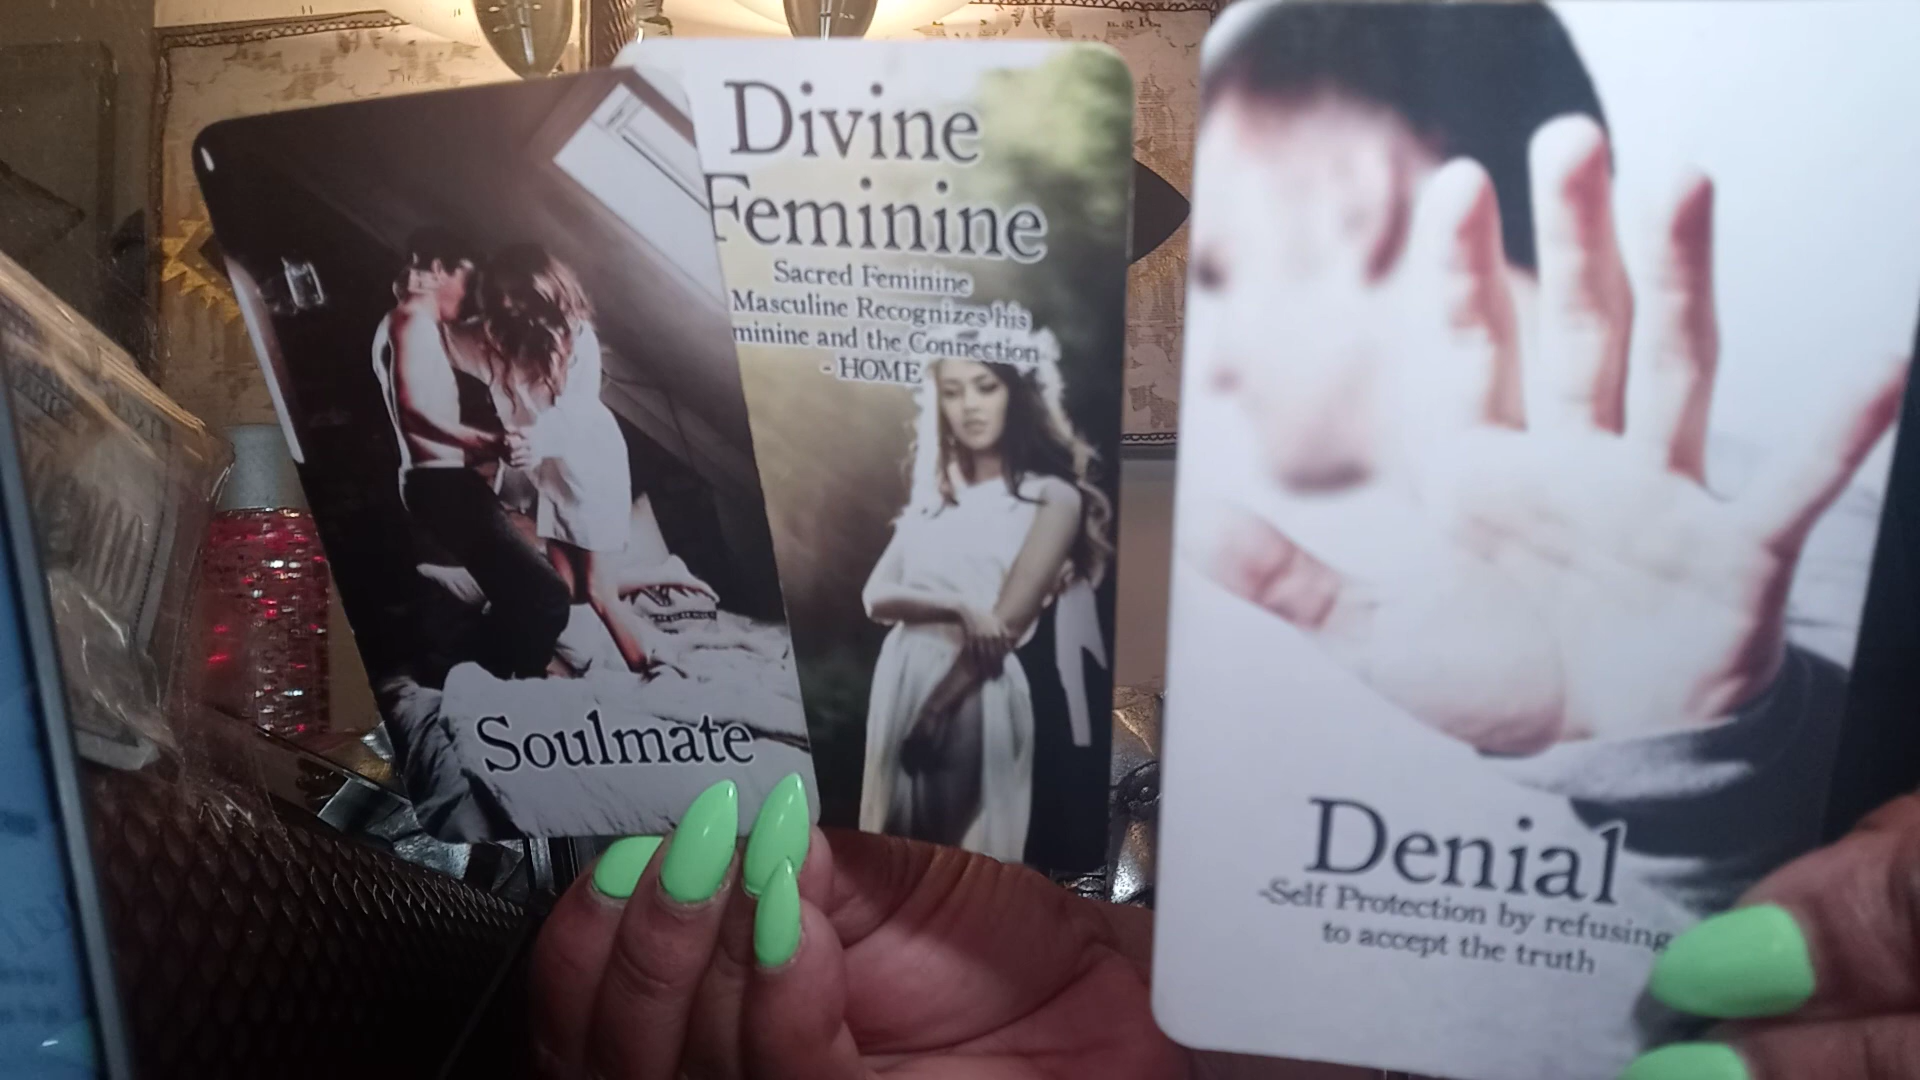 Soulmate
Divine
Feminine
Sacred Feminine
Masculine Recognizes his
minine and the Connection
- HOME
Denial
-Self Protection by refusing
to accept the truth